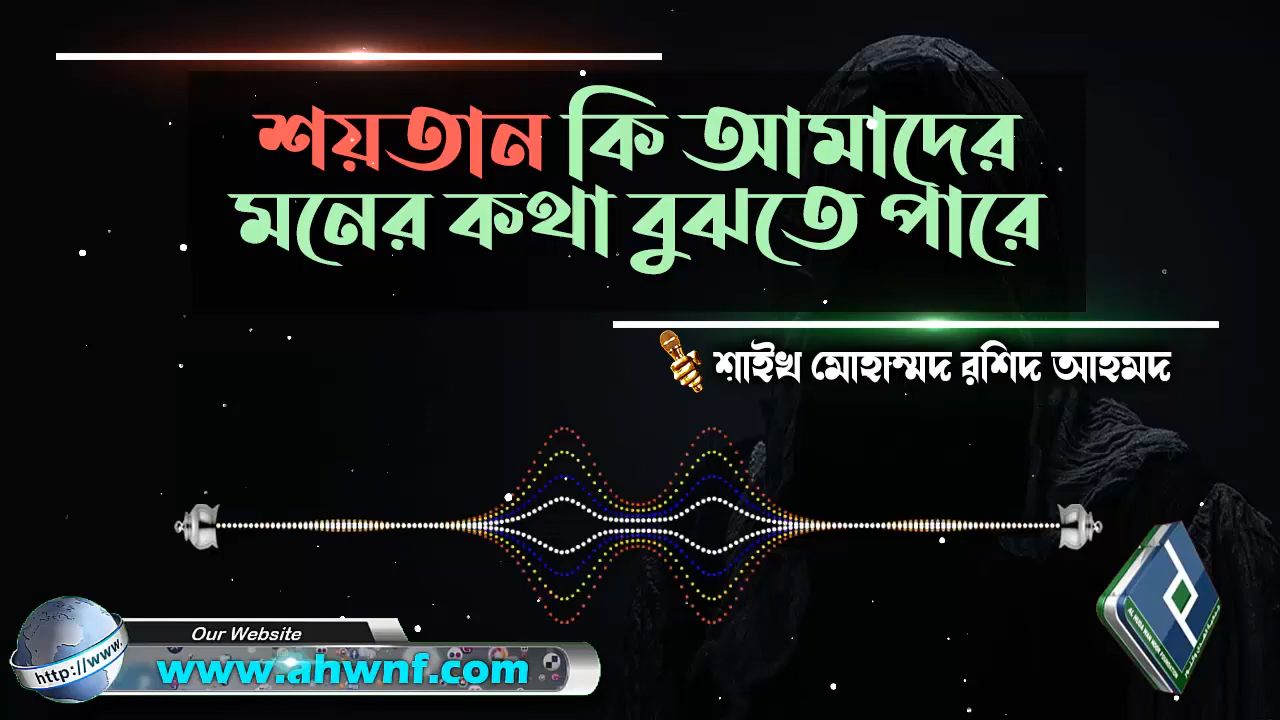 শয়তান কি আমাদের
মনের কথা বুঝতে পারে
শাইখ মোহাম্মদ রশিদ আহমদ
Our Website
http://www.
www.ahwnf.com